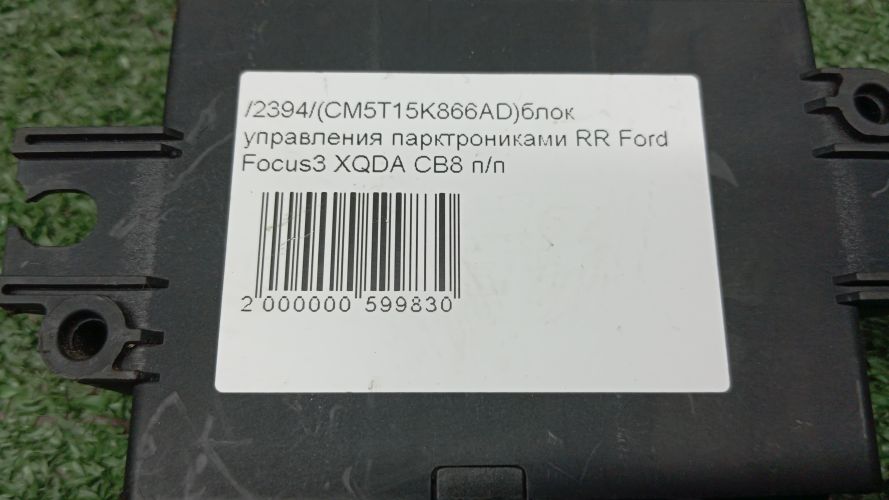 /2394/(CM5T15K866AD)блок
управления парктрониками RR Ford
Focus3 XQDA CB8 п/п
2 000000 599830